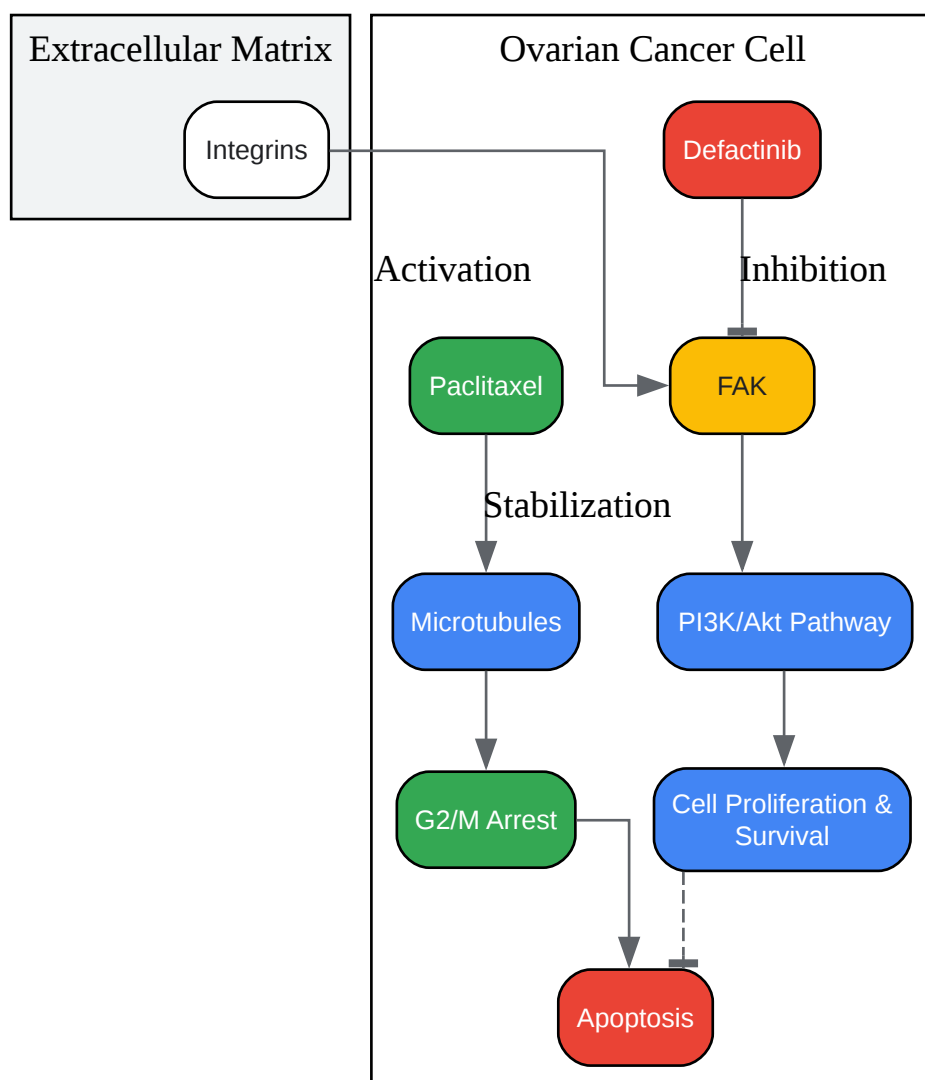 Extracellular Matrix
Ovarian Cancer Cell
Integrins
Defactinib
Activation
Inhibition
Paclitaxel
FAK
Stabilization
Microtubules
PI3K/Akt Pathway
G2/M Arrest
Cell Proliferation &
Survival
Apoptosis